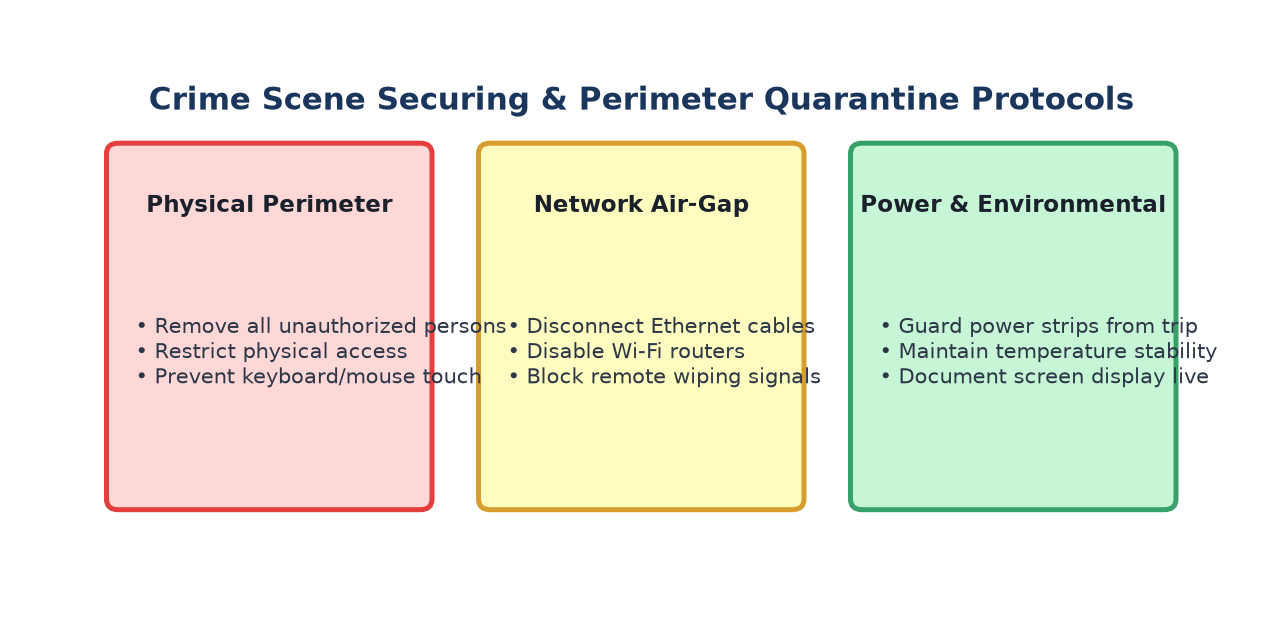 Crime Scene Securing & Perimeter Quarantine Protocols
Physical Perimeter
• Remove all unauthorized persons
• Restrict physical access
• Prevent keyboard/mouse touch
Network Air-Gap
• Disconnect Ethernet cables
• Disable Wi-Fi routers
• Block remote wiping signals
Power & Environmental
• Guard power strips from trip
• Maintain temperature stability
• Document screen display live